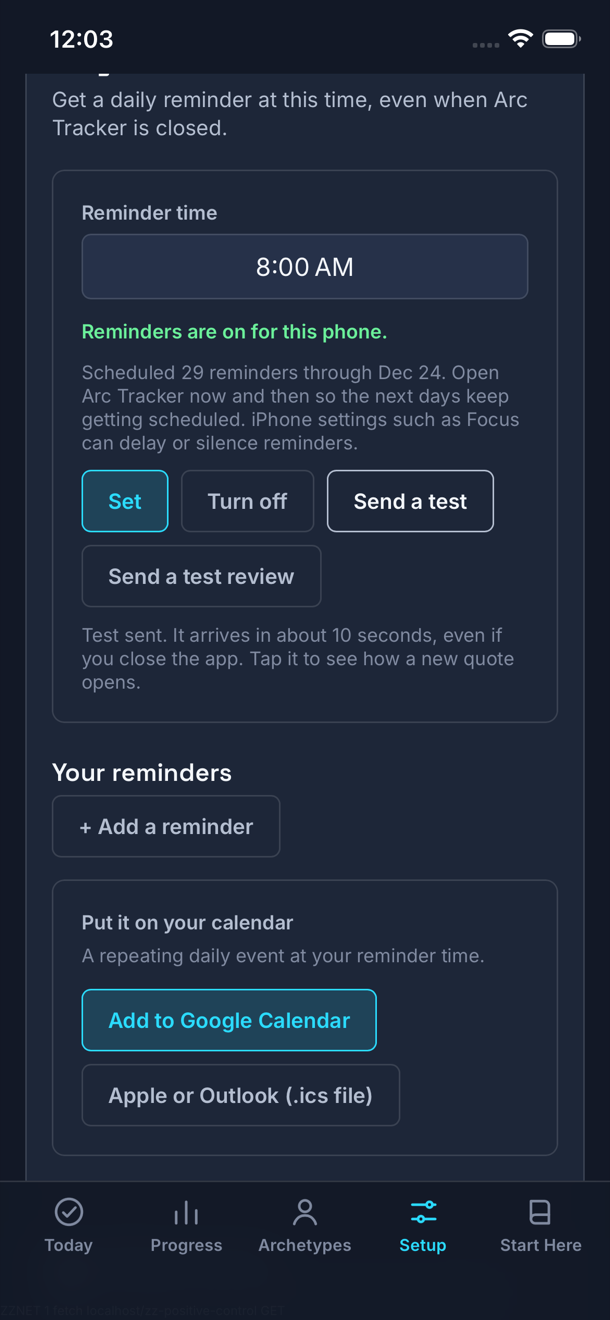 12:03
Get a daily reminder at this time, even when Arc
Tracker is closed.
Reminder time
8:00 AM
Reminders are on for this phone.
Scheduled 29 reminders through Dec 24. Open
Arc Tracker now and then so the next days keep
getting scheduled. iPhone settings such as Focus
can delay or silence reminders.
Set
Turn off
Send a test
Send a test review
Test sent. It arrives in about 10 seconds, even if
you close the app. Tap it to see how a new quote
opens.
Your reminders
+ Add a reminder
Put it on your calendar
A repeating daily event at your reminder time.
Add to Google Calendar
Apple or Outlook (.ics file)
Today
Progress
Archetypes
Setup
Start Here